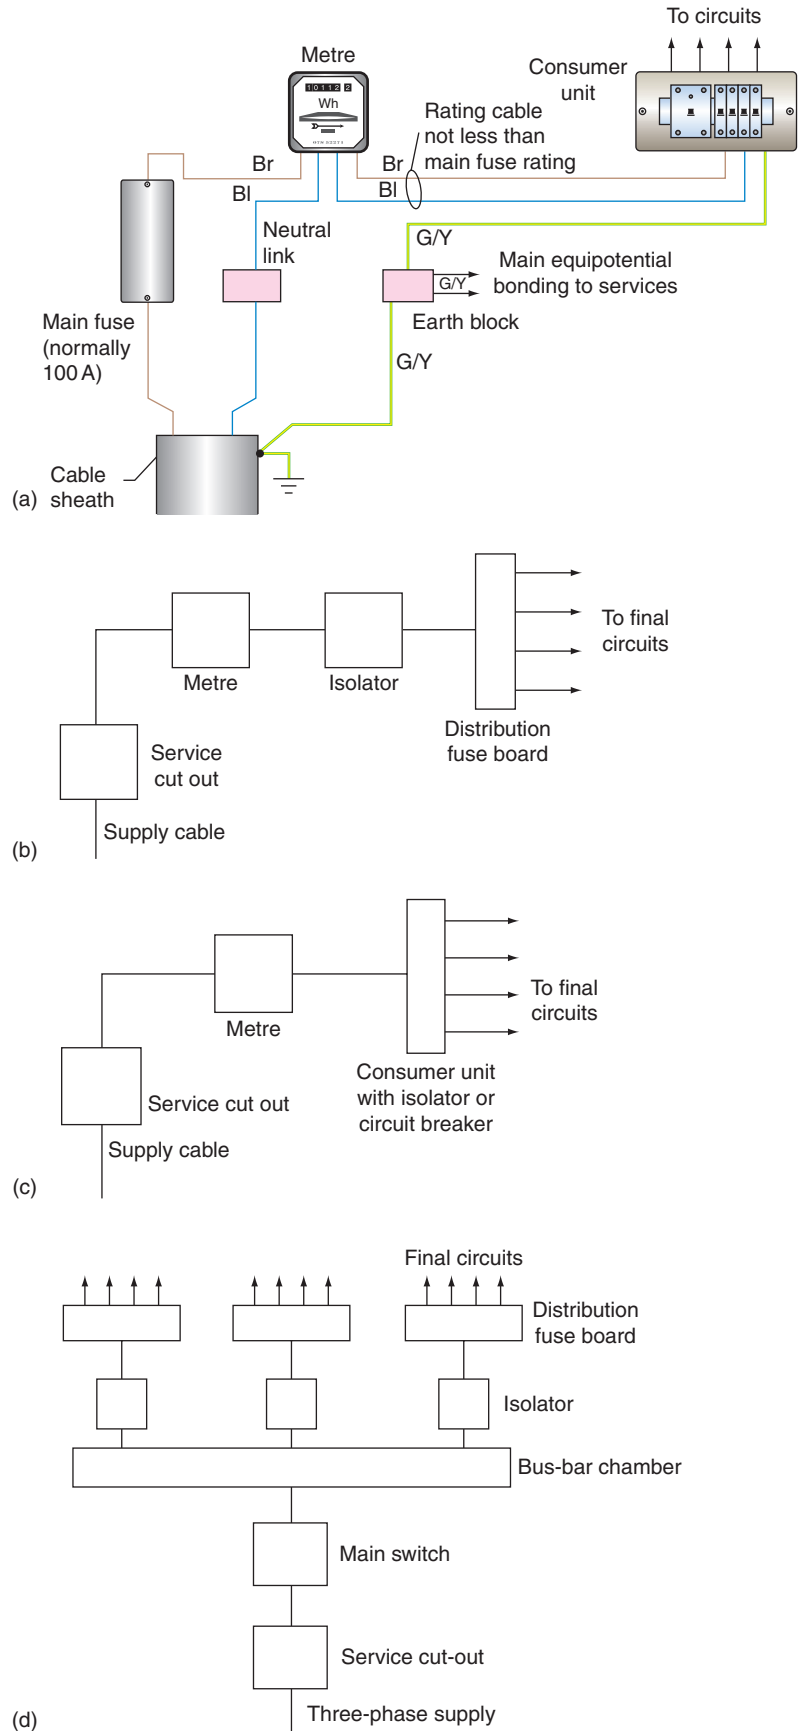 To circuits
Metre
Consumer
unit
10112 2
Wh
Rating cable
not less than
main fuse rating
Br
Br
Bl
Bl
G/Y
Neutral
link
Main equipotential
bonding to services
G/Y
Main fuse
(normally
100 A)
Earth block
G/Y
Cable
sheath
(a)
To final
circuits
Metre
Isolator
Distribution
fuse board
Service
cut out
Supply cable
(b)
To final
circuits
Metre
Consumer unit
with isolator or
circuit breaker
Service cut out
Supply cable
(c)
Final circuits
Distribution
fuse board
Isolator
Bus-bar chamber
Main switch
Service cut-out
Three-phase supply
(d)